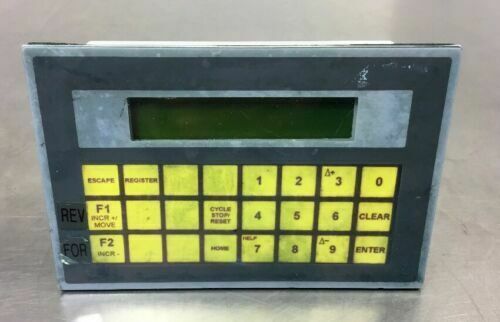 ESCAPE REGISTER 1 2 Δ+ 3 0
REV F1 INCR +/ MOVE CYCLE STOP/ RESET 4 5 6 CLEAR
FOR F2 INCR - HOME HELP 7 8 Δ- 9 ENTER